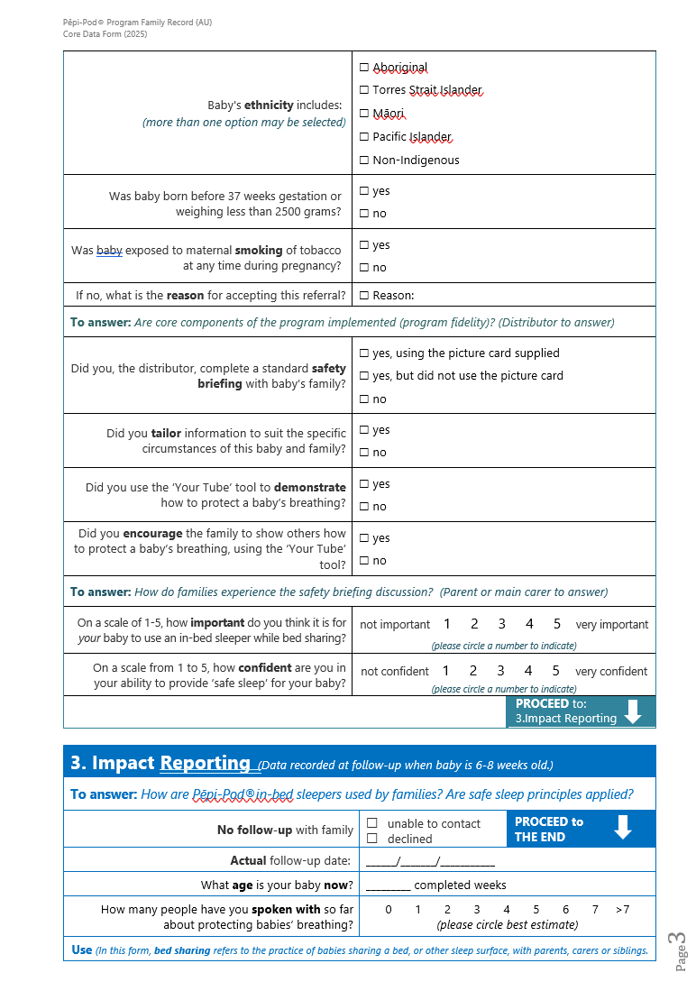 Pēpi-Pod® Program Family Record (AU)
Core Data Form (2025)
Baby's ethnicity includes:
(more than one option may be selected)
☐ Aboriginal
☐ Torres Strait Islander
☐ Māori
☐ Pacific Islander
☐ Non-Indigenous
Was baby born before 37 weeks gestation or
weighing less than 2500 grams?
☐ yes
☐ no
Was baby exposed to maternal smoking of tobacco
at any time during pregnancy?
☐ yes
☐ no
If no, what is the reason for accepting this referral?
☐ Reason:
To answer: Are core components of the program implemented (program fidelity)? (Distributor to answer)
Did you, the distributor, complete a standard safety
briefing with baby's family?
☐ yes, using the picture card supplied
☐ yes, but did not use the picture card
☐ no
Did you tailor information to suit the specific
circumstances of this baby and family?
☐ yes
☐ no
Did you use the 'Your Tube' tool to demonstrate
how to protect a baby's breathing?
☐ yes
☐ no
Did you encourage the family to show others how
to protect a baby's breathing, using the 'Your Tube'
tool?
☐ yes
☐ no
To answer: How do families experience the safety briefing discussion? (Parent or main carer to answer)
On a scale of 1-5, how important do you think it is for
your baby to use an in-bed sleeper while bed sharing?
not important 1 2 3 4 5 very important
(please circle a number to indicate)
On a scale from 1 to 5, how confident are you in
your ability to provide 'safe sleep' for your baby?
not confident 1 2 3 4 5 very confident
(please circle a number to indicate)
PROCEED to:
3.Impact Reporting
3. Impact Reporting (Data recorded at follow-up when baby is 6-8 weeks old.)
To answer: How are Pēpi-Pod®in-bed sleepers used by families? Are safe sleep principles applied?
No follow-up with family
☐ unable to contact
☐ declined
PROCEED to
THE END
Actual follow-up date:
______/_______/___________
What age is your baby now?
_________ completed weeks
How many people have you spoken with so far
about protecting babies' breathing?
0 1 2 3 4 5 6 7 >7
(please circle best estimate)
Use (In this form, bed sharing refers to the practice of babies sharing a bed, or other sleep surface, with parents, carers or siblings.
Page3